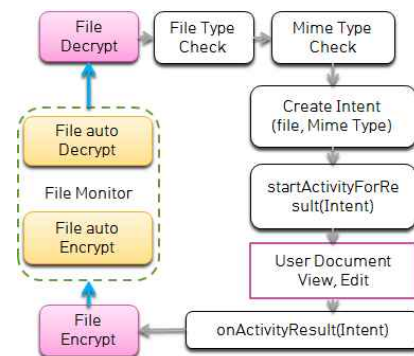 File
Decrypt
File Type
Check
Mime Type
Check
Create Intent
(file, Mime Type)
startActivityForRe
sult(Intent)
User Document
View, Edit
onActivityResult(Intent)
File
Encrypt
File auto
Decrypt
File Monitor
File auto
Encrypt